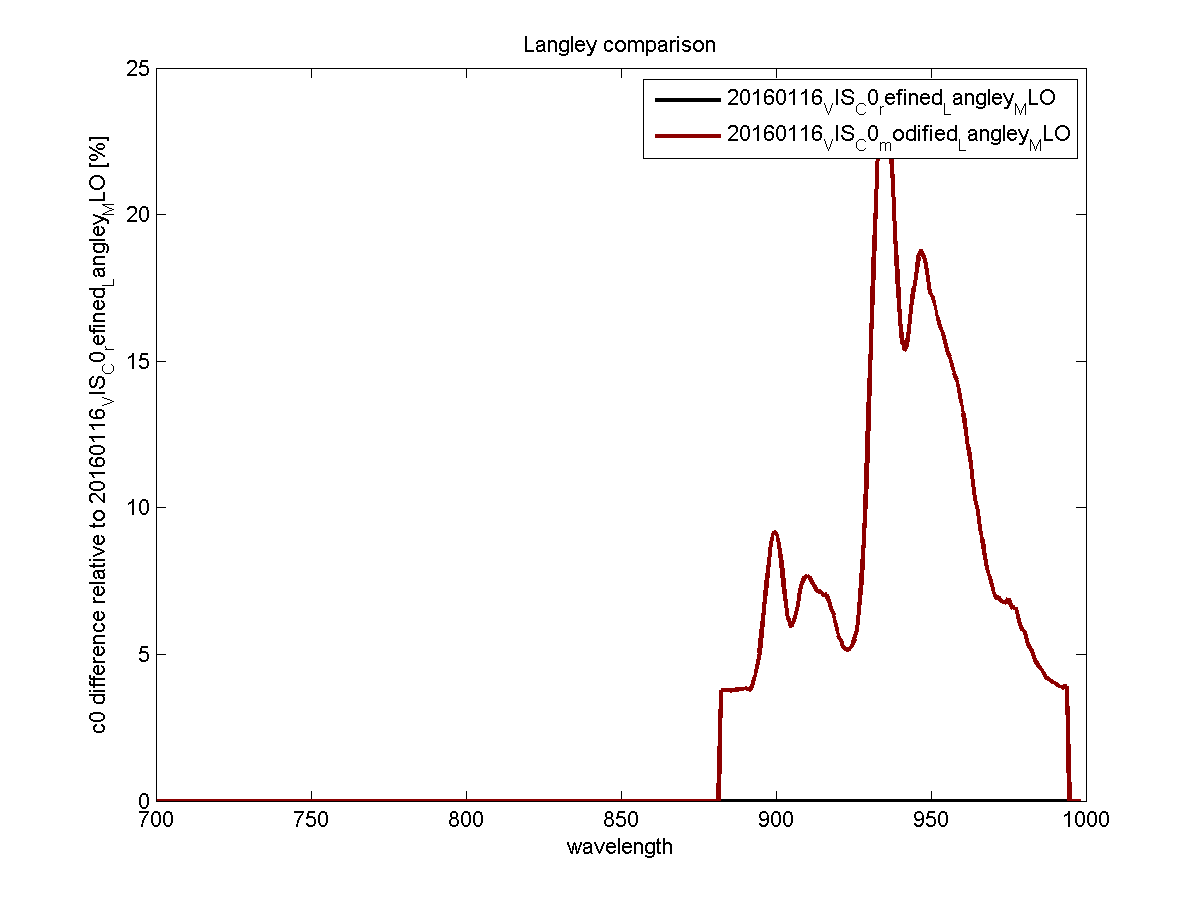 Langley comparison
25
20160116VISC0refinedLangleyMLO
20160116VISC0modifiedLangleyMLO
c0 difference relative to 20160116VISC0refinedLangleyMLO [%]
20
15
10
5
0
700 750 800 850 900 950 1000
wavelength